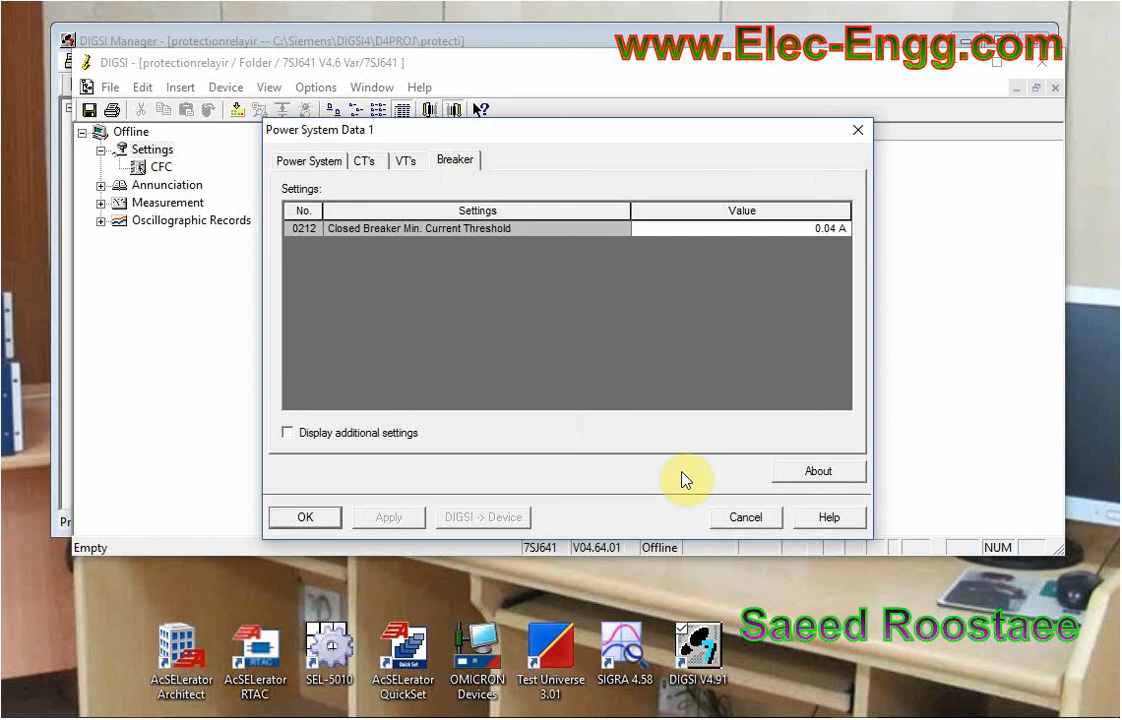 www.Elec-Engg.com
DIGSI Manager - [protectionrelayir -- C:\Siemens\DIGSI4\D4PROJ\protecti]
DIGSI - [protectionrelayir / Folder / 7SJ641 V4.6 Var/7SJ641 ]
File Edit Insert Device View Options Window Help
Offline
Settings
CFC
Annunciation
Measurement
Oscillographic Records
Power System Data 1
Power System CT's VT's Breaker
Settings:
No. Settings Value
0212 Closed Breaker Min. Current Threshold 0.04 A
Display additional settings
About
OK Apply DIGSI -> Device Cancel Help
Pr
Empty 7SJ641 V04.64.01 Offline NUM
Saeed Roostaee
AcSELerator Architect
AcSELerator RTAC
SEL-5010
AcSELerator QuickSet
OMICRON Devices
Test Universe 3.01
SIGRA 4.58
DIGSI V4.91